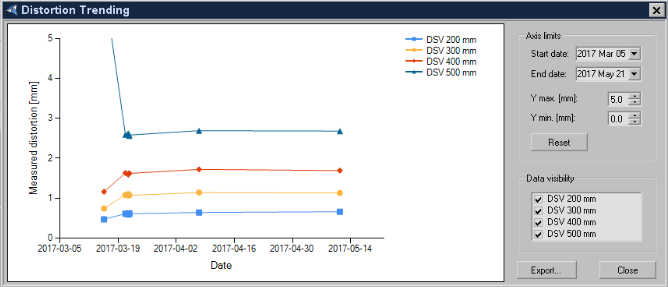 Distortion Trending
Measured distortion [mm]
5
4
3
2
1
0
2017-03-05
2017-03-19
2017-04-02
2017-04-16
2017-04-30
2017-05-14
Date
DSV 200 mm
DSV 300 mm
DSV 400 mm
DSV 500 mm
Axis limits
Start date: 2017 Mar 05
End date: 2017 May 21
Y max. [mm]: 5.0
Y min. [mm]: 0.0
Reset
Data visibility
DSV 200 mm
DSV 300 mm
DSV 400 mm
DSV 500 mm
Export...
Close